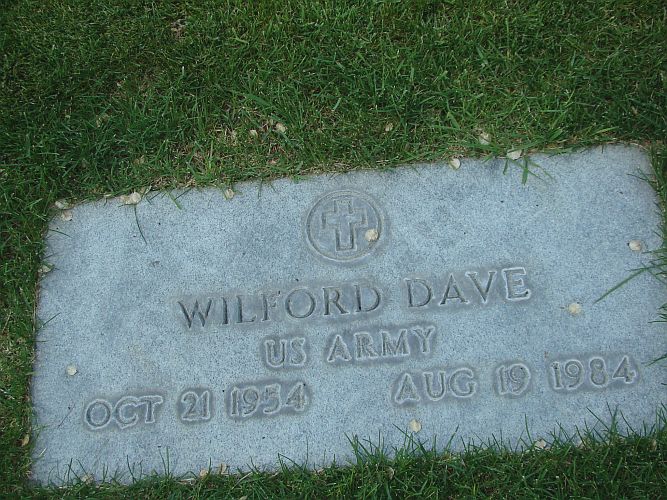 WILFORD DAVE
US ARMY
OCT 21 1954 AUG 19 1984